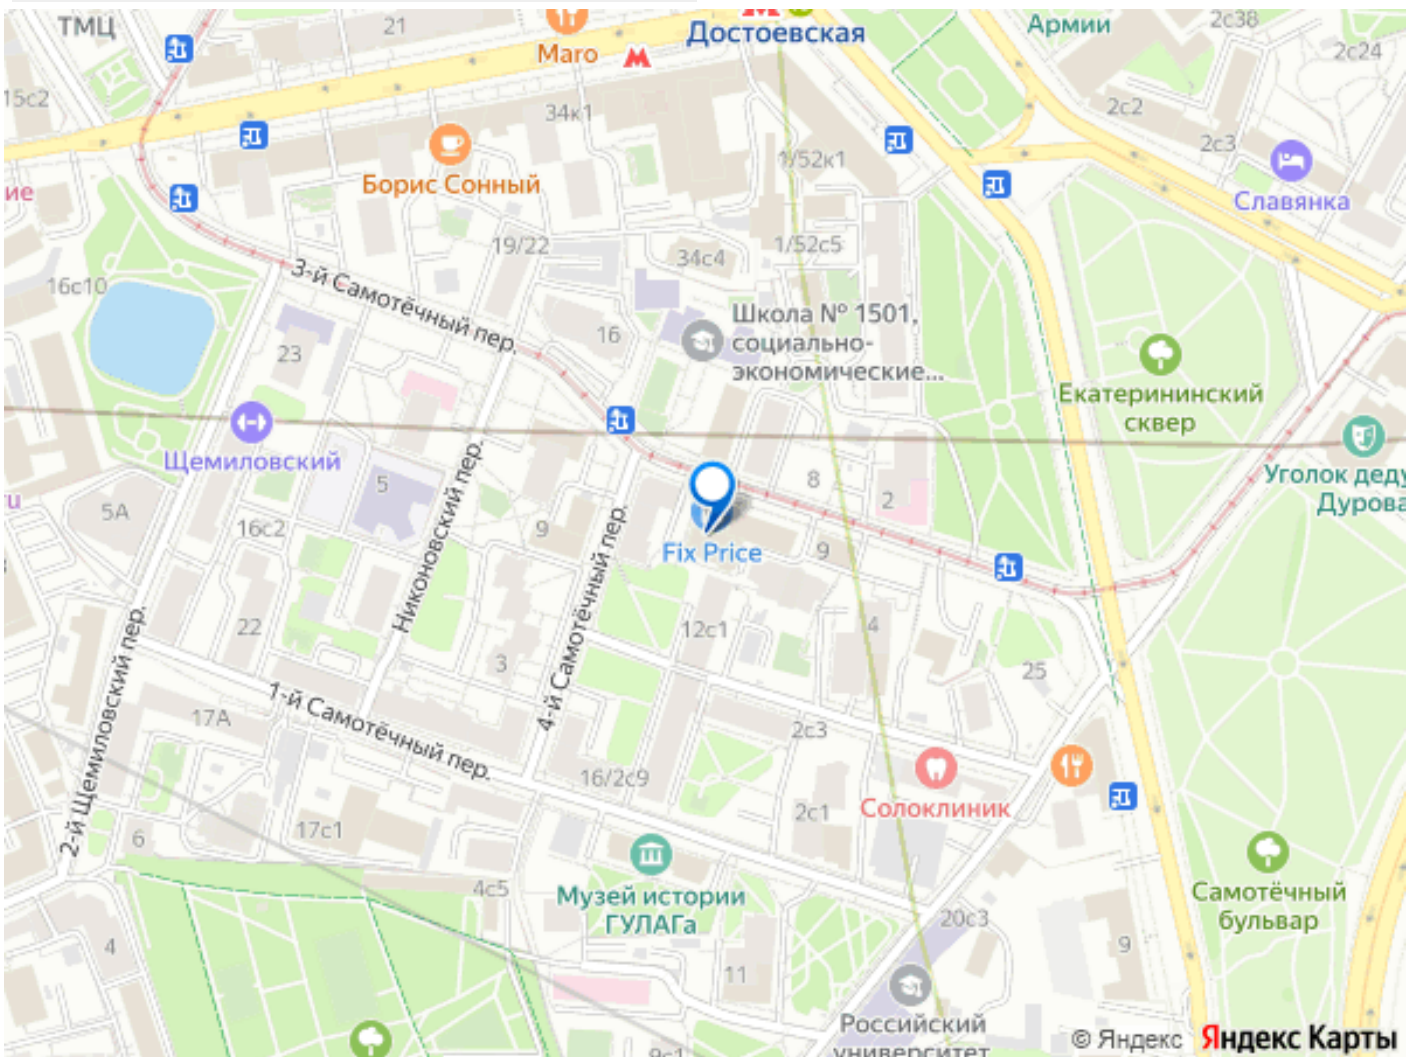 ТМЦ
21
Maro
Достоевская
Армии
2с38
2с24
15с2
34к1
2с2
2с3
1/52к1
Борис Сонный
Славянка
ие
19/22
34с4
1/52с5
3-й Самотёчный пер.
16с10
16
Школа № 1501,
социально-
экономические...
23
Екатерининский
сквер
Щемиловский
Никоновский пер.
Уголок деду
Дурова
ru
5А
5
16с2
9
8
2
Fix Price
9
4-й Самотёчный пер.
2-й Щемиловский пер.
22
12с1
4
3
25
1-й Самотёчный пер.
17А
2с3
16/2с9
Солоклиник
2с1
17с1
6
4с5
Музей истории
ГУЛАГа
Самотёчный
бульвар
20с3
4
9
11
Российский
университет
9с1
© Яндекс Яндекс Карты